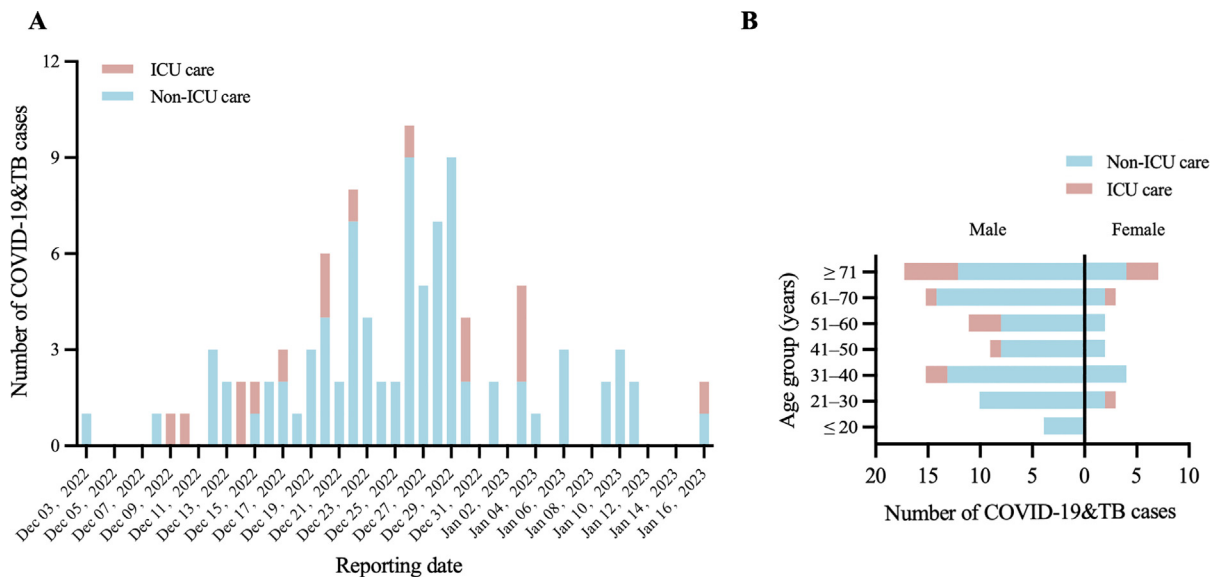 A
12
9
6
3
0
Number of COVID-19&TB cases
ICU care
Non-ICU care
Dec 03, 2022
Dec 05, 2022
Dec 07, 2022
Dec 09, 2022
Dec 11, 2022
Dec 13, 2022
Dec 15, 2022
Dec 17, 2022
Dec 19, 2022
Dec 21, 2022
Dec 23, 2022
Dec 25, 2022
Dec 27, 2022
Dec 29, 2022
Dec 31, 2022
Jan 02, 2023
Jan 04, 2023
Jan 06, 2023
Jan 08, 2023
Jan 10, 2023
Jan 12, 2023
Jan 14, 2023
Jan 16, 2023
Reporting date
B
Non-ICU care
ICU care
Male Female
Age group (years)
≥ 71
61–70
51–60
41–50
31–40
21–30
≤ 20
20 15 10 5 0 5 10
Number of COVID-19&TB cases